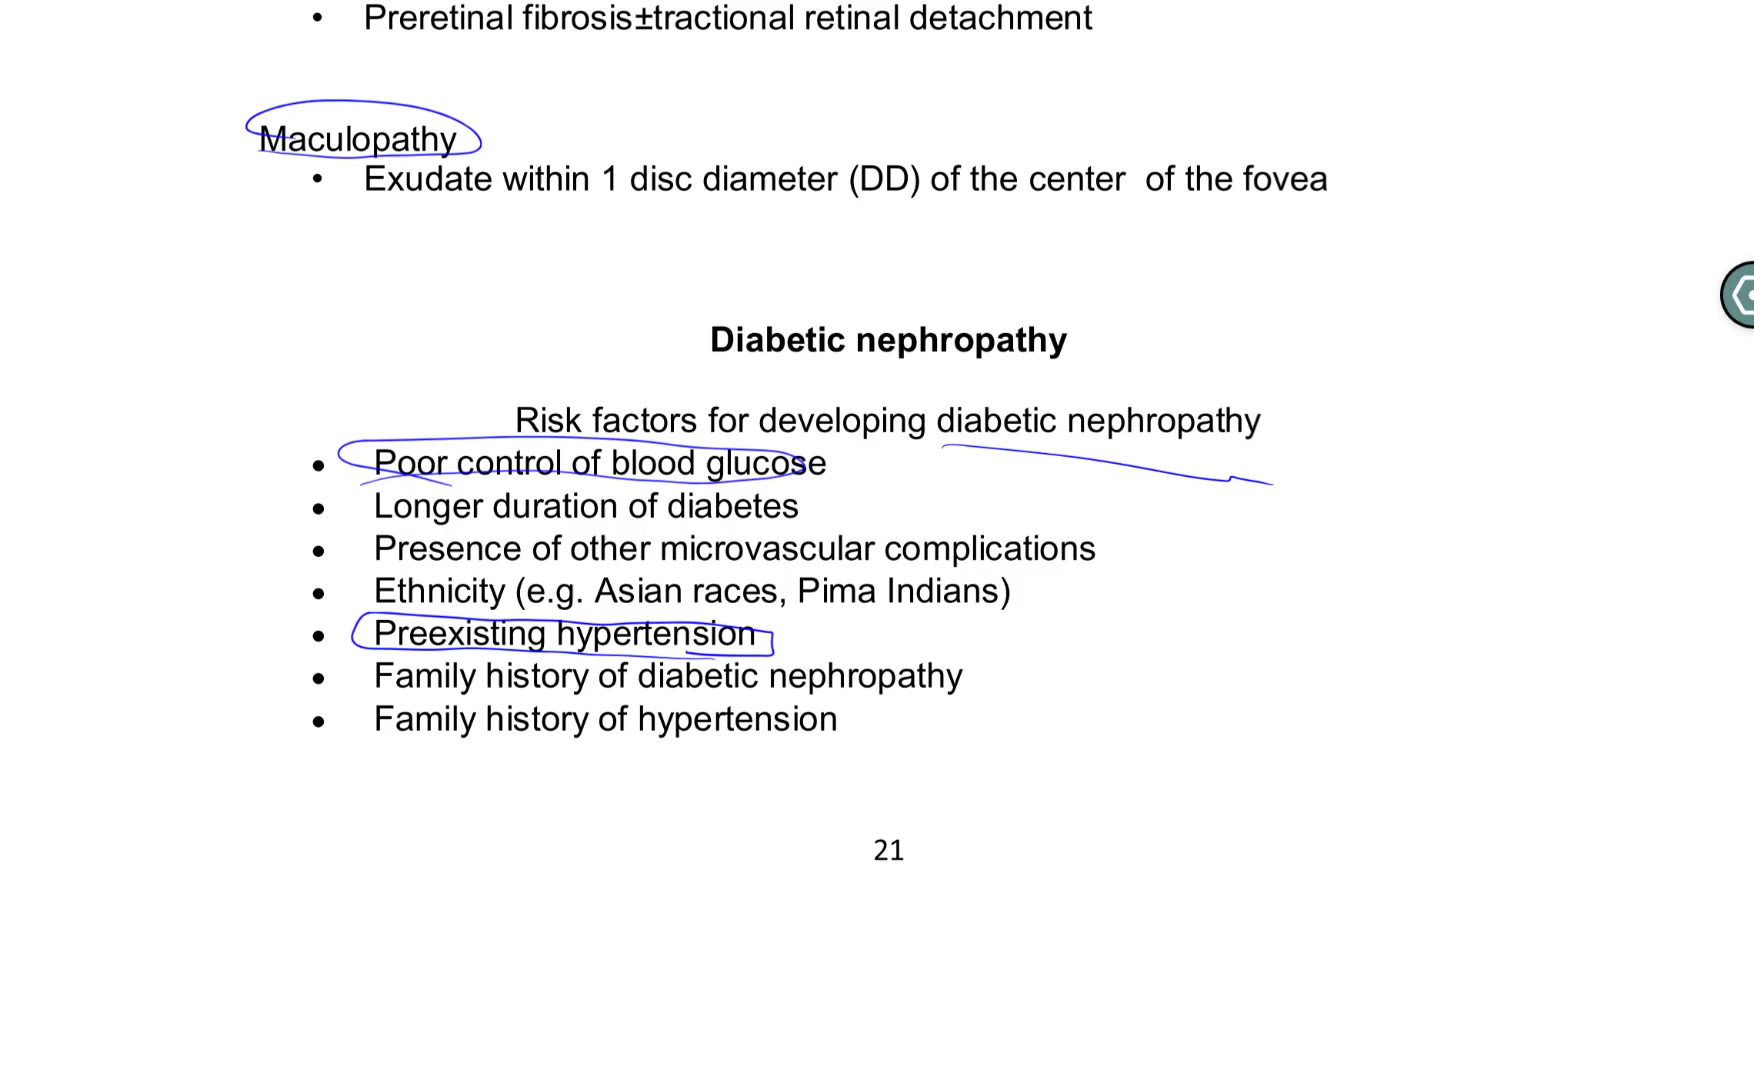 • Preretinal fibrosis±tractional retinal detachment
Maculopathy
• Exudate within 1 disc diameter (DD) of the center of the fovea
Diabetic nephropathy
Risk factors for developing diabetic nephropathy
• Poor control of blood glucose
• Longer duration of diabetes
• Presence of other microvascular complications
• Ethnicity (e.g. Asian races, Pima Indians)
• Preexisting hypertension
• Family history of diabetic nephropathy
• Family history of hypertension
21